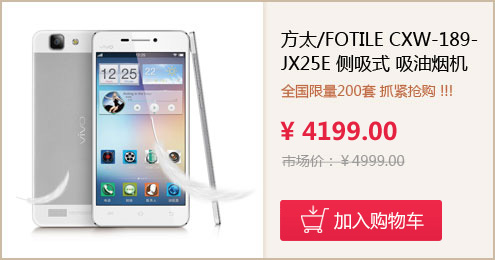 方太/FOTILE CXW-189-
JX25E 侧吸式 吸油烟机
全国限量200套 抓紧抢购 !!!
¥ 4199.00
市场价：¥ 4999.00
加入购物车
vivo
vivo
12 25